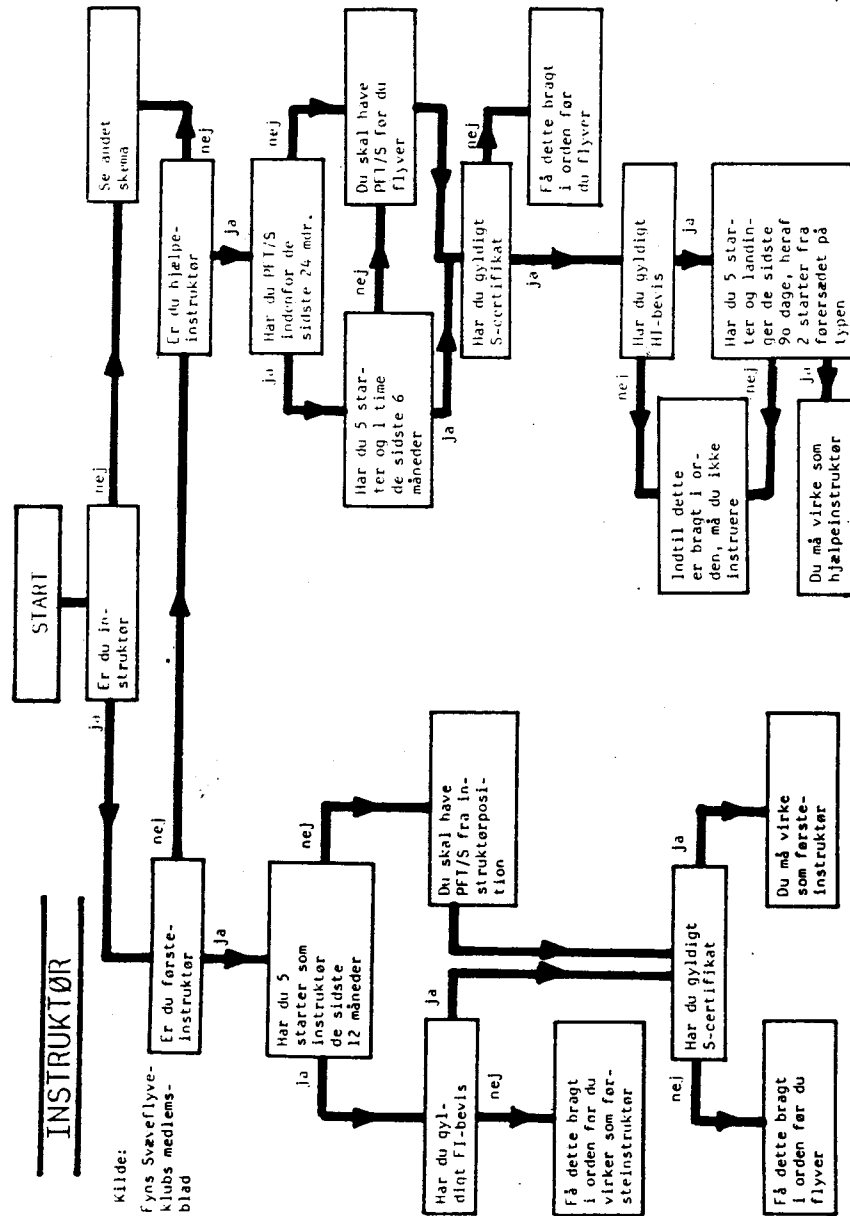 INSTRUKTØR
Kilde:
Fyns Svæveflyve-
klubs medlems-
blad
START
Er du in-
struktør
ja
nej
Se andet
skema
Er du første-
instruktør
nej
ja
Er du hjælpe-
instruktør
nej
ja
Har du 5
starter som
instruktør
de sidste
12 måneder
ja
nej
Har du gyl-
digt FI-bevis
ja
nej
Få dette bragt
i orden før du
virker som før-
steinstruktør
Du skal have
PFT/S fra in-
struktørposi-
tion
Har du gyldigt
S-certifikat
nej
ja
Få dette bragt
i orden før du
flyver
Du må virke
som første-
instruktør
Har du PFT/S
indenfor de
sidste 24 mdr.
ja
nej
Har du 5 star-
ter og 1 time
de sidste 6
måneder
nej
ja
Du skal have
PFT/S før du
flyver
Har du gyldigt
S-certifikat
nej
ja
Få dette bragt
i orden før
du flyver
Har du gyldigt
HI-bevis
nej
ja
Har du 5 star-
ter og landin-
ger de sidste
90 dage, heraf
2 starter fra
førersædet på
typen
nej
ja
Indtil dette
er bragt i or-
den, må du ikke
instruere
Du må virke som
hjælpeinstruktør